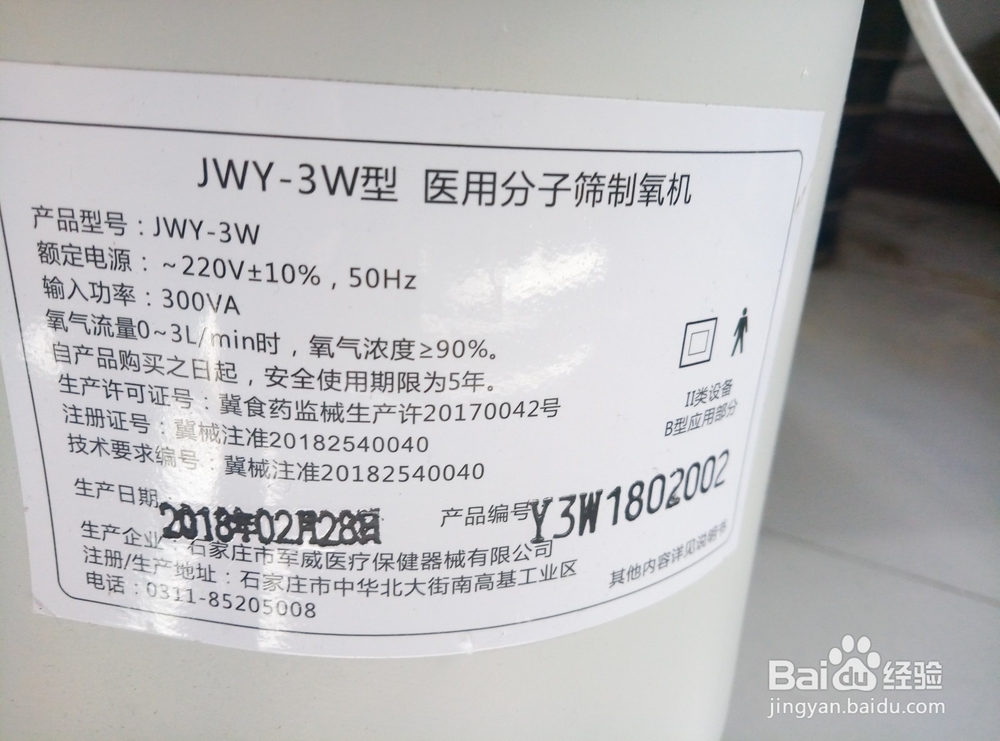 JWY-3W型 医用分子筛制氧机
产品型号：JWY-3W
额定电源：~220V±10%，50Hz
输入功率：300VA
氧气流量0~3L/min时，氧气浓度≥90%。
自产品购买之日起，安全使用期限为5年。
生产许可证号：冀食药监械生产许20170042号
注册证号：冀械注准20182540040
技术要求编号：冀械注准20182540040
II类设备
B型应用部分
生产日期：2018年02月28日
产品编号Y3W1802002
生产企业：石家庄市军威医疗保健器械有限公司
注册/生产地址：石家庄市中华北大街南高基工业区
电话：0311-85205008
其他内容详见说明书
Baidu经验
jingyan.baidu.com